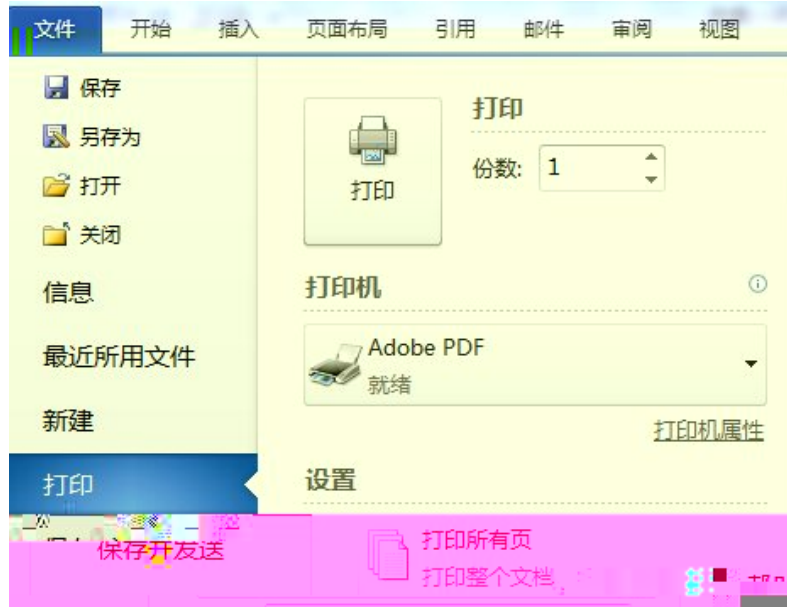 文件 开始 插入 页面布局 引用 邮件 审阅 视图
保存
另存为
打开
关闭
信息
最近所用文件
新建
打印
保存开发送
打印
打印
份数: 1
打印机
Adobe PDF
就绪
打印机属性
设置
打印所有页
打印整个文档